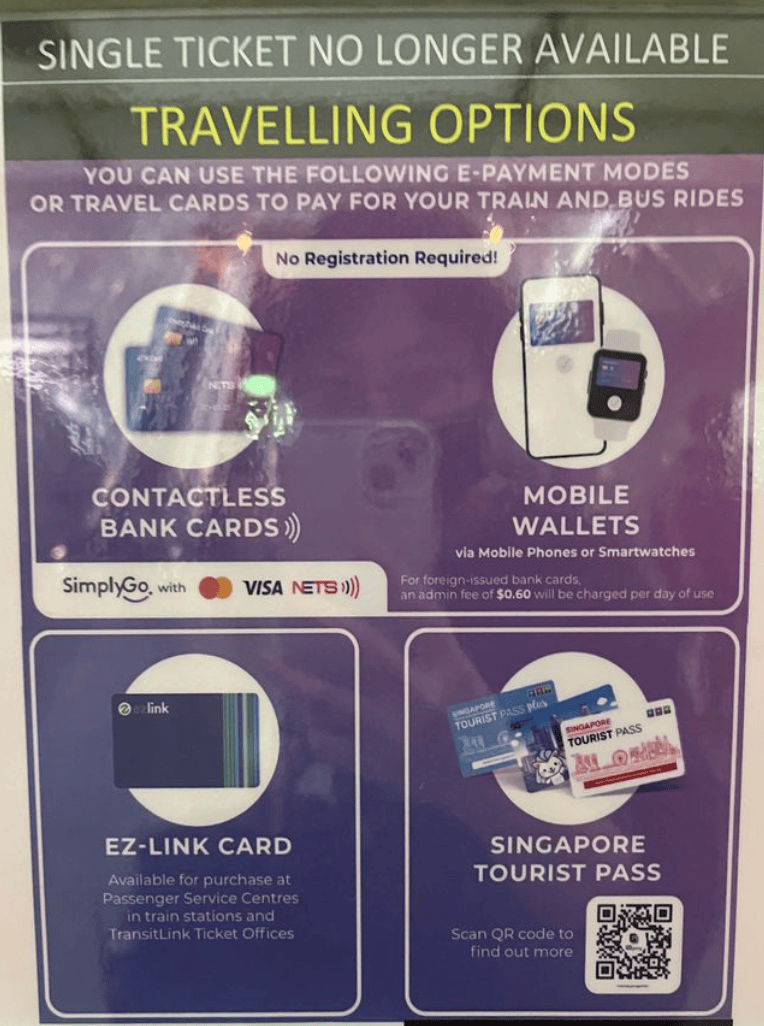 SINGLE TICKET NO LONGER AVAILABLE
TRAVELLING OPTIONS
YOU CAN USE THE FOLLOWING E-PAYMENT MODES
OR TRAVEL CARDS TO PAY FOR YOUR TRAIN AND BUS RIDES
No Registration Required!
NETS
CONTACTLESS
BANK CARDS
SimplyGo. with VISA NETS
MOBILE
WALLETS
via Mobile Phones or Smartwatches
For foreign-issued bank cards,
an admin fee of $0.60 will be charged per day of use
ezlink
EZ-LINK CARD
Available for purchase at
Passenger Service Centres
in train stations and
TransitLink Ticket Offices
SINGAPORE
TOURIST PASS plus
SINGAPORE
TOURIST PASS
SINGAPORE
TOURIST PASS
Scan QR code to
find out more